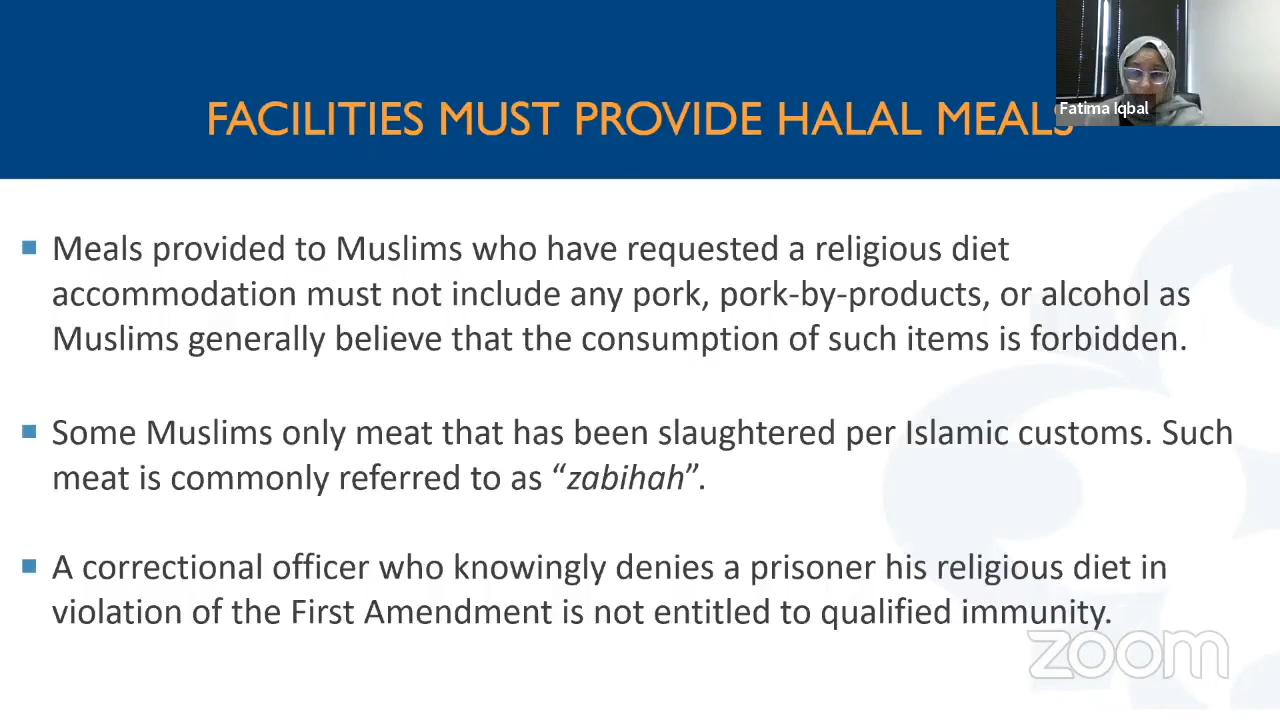 FACILITIES MUST PROVIDE HALAL MEALS
Fatima Iqbal
Meals provided to Muslims who have requested a religious diet
accommodation must not include any pork, pork-by-products, or alcohol as
Muslims generally believe that the consumption of such items is forbidden.
Some Muslims only meat that has been slaughtered per Islamic customs. Such
meat is commonly referred to as “zabihah”.
A correctional officer who knowingly denies a prisoner his religious diet in
violation of the First Amendment is not entitled to qualified immunity.
zoom